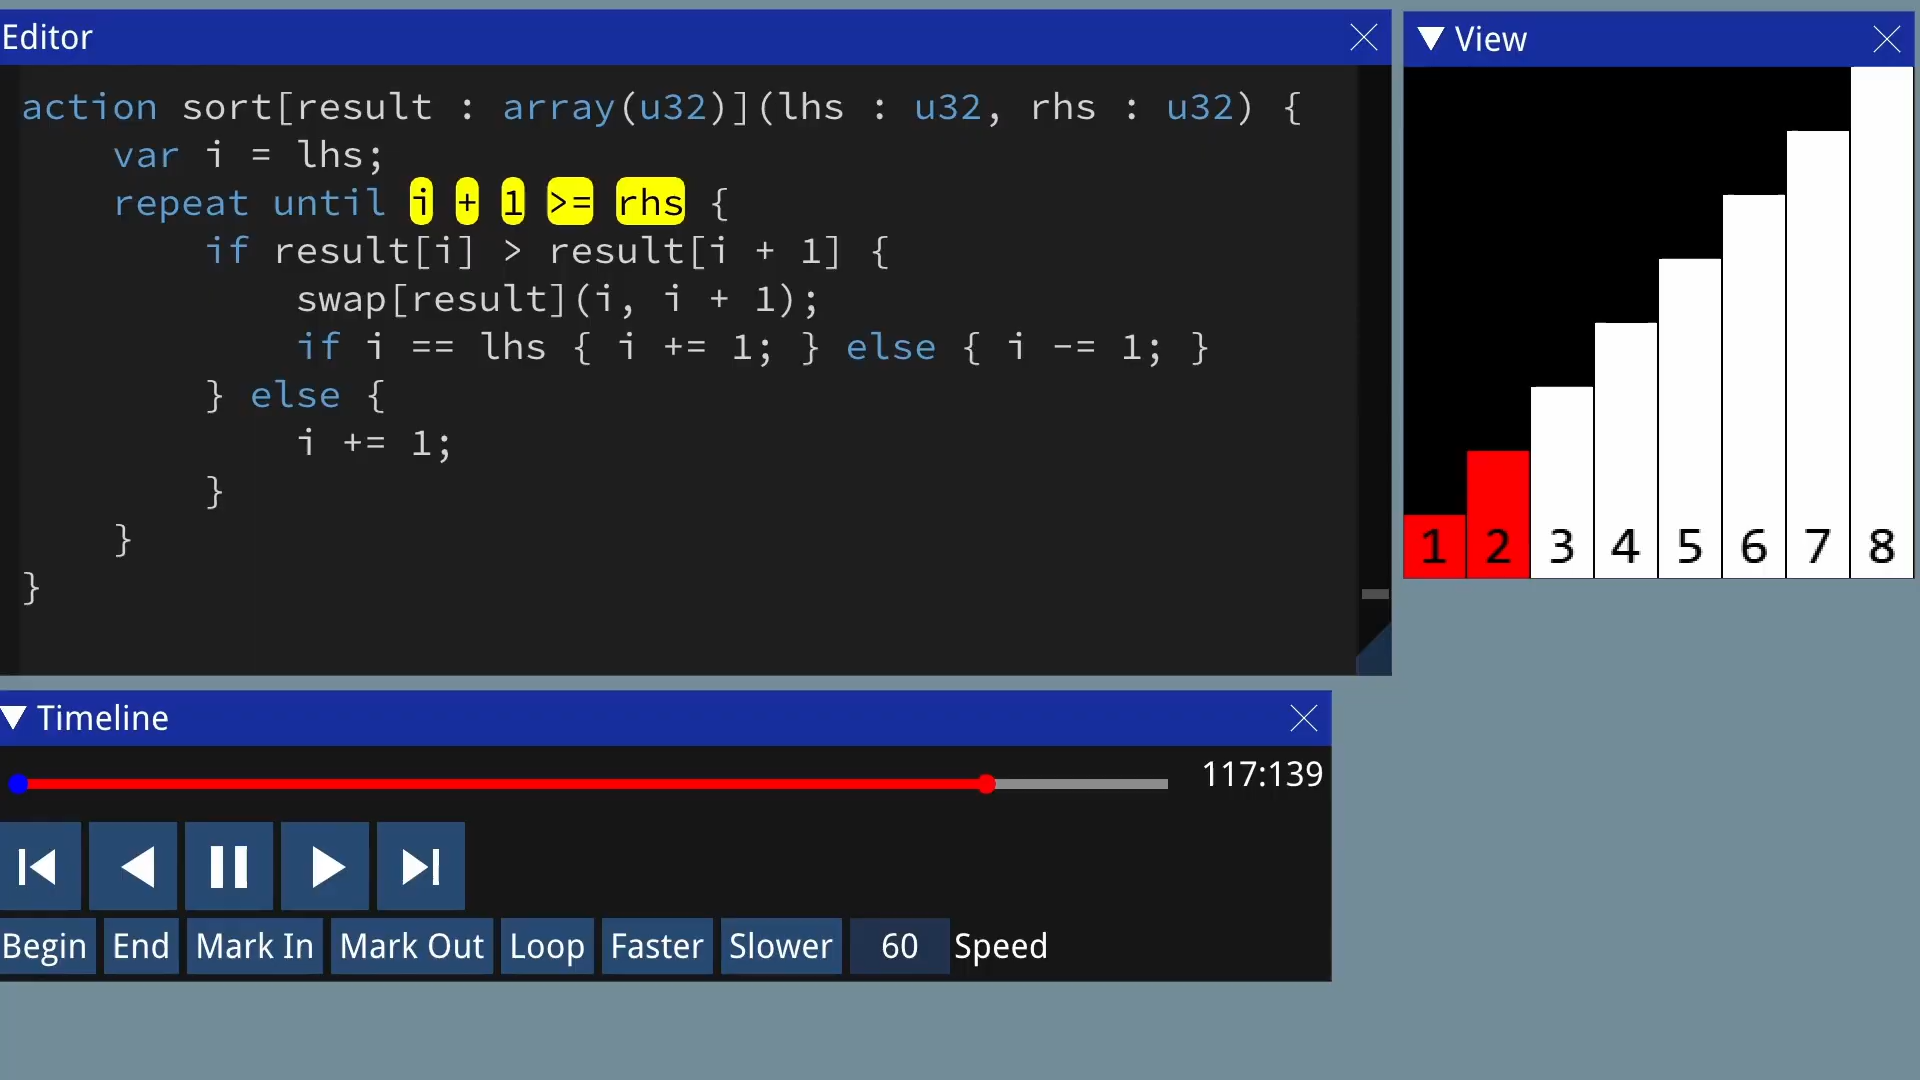 Editor
action sort[result : array(u32)](lhs : u32, rhs : u32) {
var i = lhs;
repeat until i + 1 >= rhs {
if result[i] > result[i + 1] {
swap[result](i, i + 1);
if i == lhs { i += 1; } else { i -= 1; }
} else {
i += 1;
}
}
}
View
1 2 3 4 5 6 7 8
Timeline
117:139
Begin End Mark In Mark Out Loop Faster Slower 60 Speed